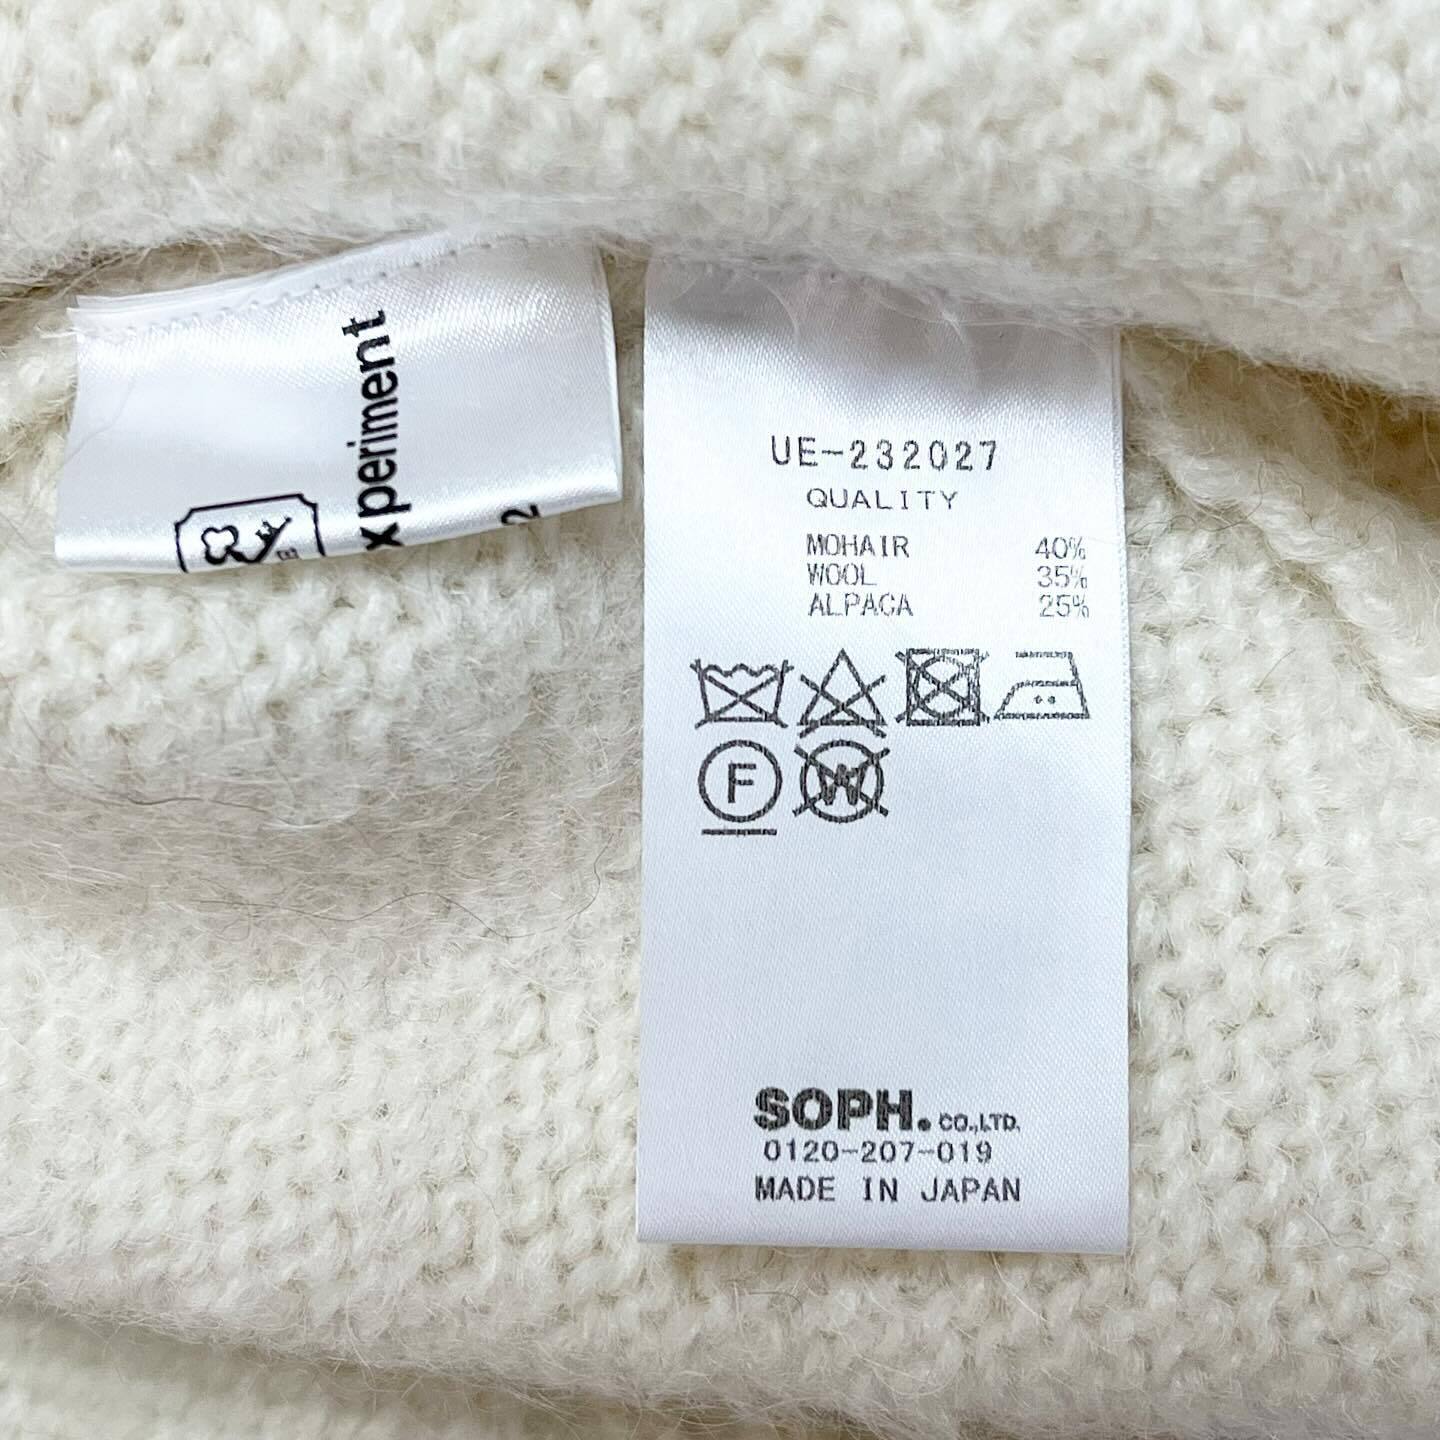 xperiment
2
UE-232027
QUALITY
MOHAIR 40%
WOOL 35%
ALPACA 25%
F
W
SOPH. CO.,LTD.
0120-207-019
MADE IN JAPAN